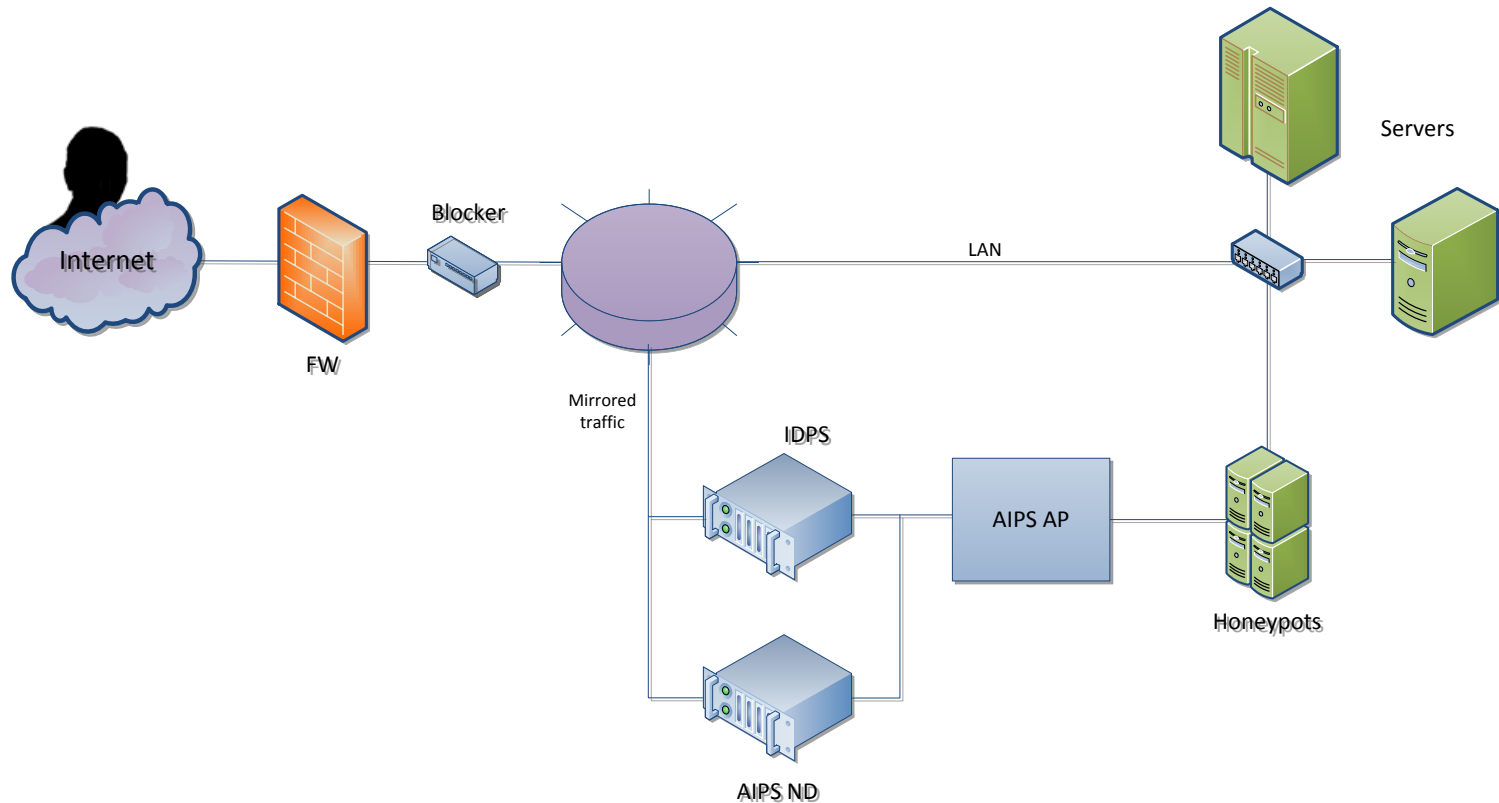 Servers
Blocker
Internet
LAN
FW
Mirrored
traffic
IDPS
AIPS AP
Honeypots
AIPS ND